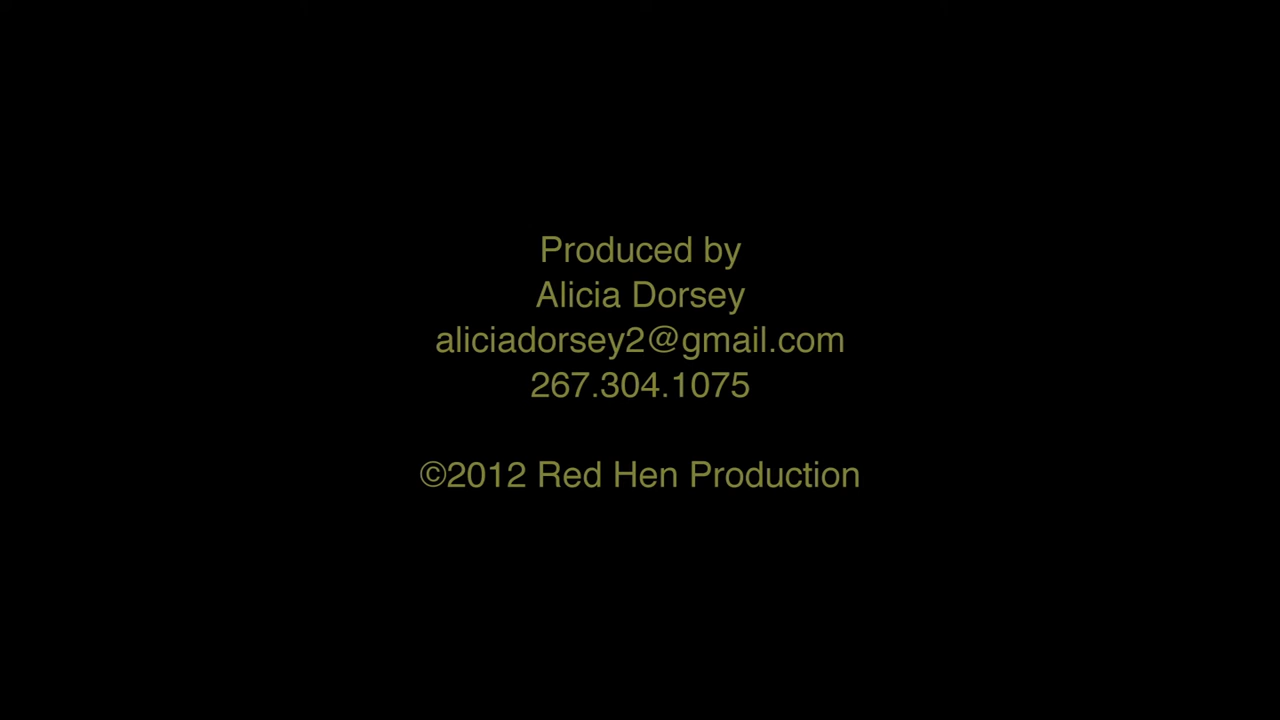 Produced by
Alicia Dorsey
aliciadorsey2@gmail.com
267.304.1075
©2012 Red Hen Production